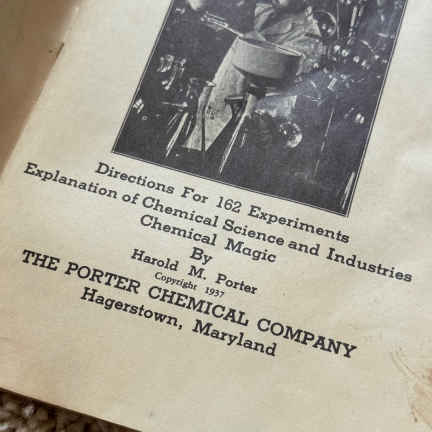 Directions For 162 Experiments
Explanation of Chemical Science and Industries
Chemical Magic
By
Harold M. Porter
Copyright 1937
THE PORTER CHEMICAL COMPANY
Hagerstown, Maryland